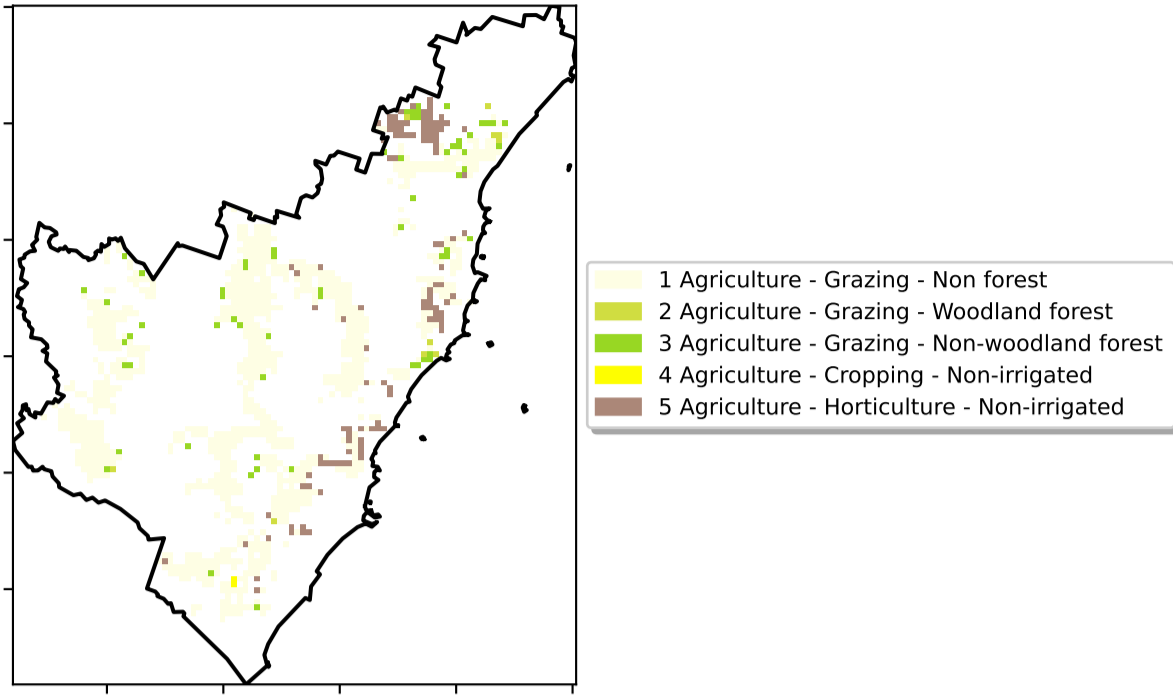 1 Agriculture - Grazing - Non forest
2 Agriculture - Grazing - Woodland forest
3 Agriculture - Grazing - Non-woodland forest
4 Agriculture - Cropping - Non-irrigated
5 Agriculture - Horticulture - Non-irrigated